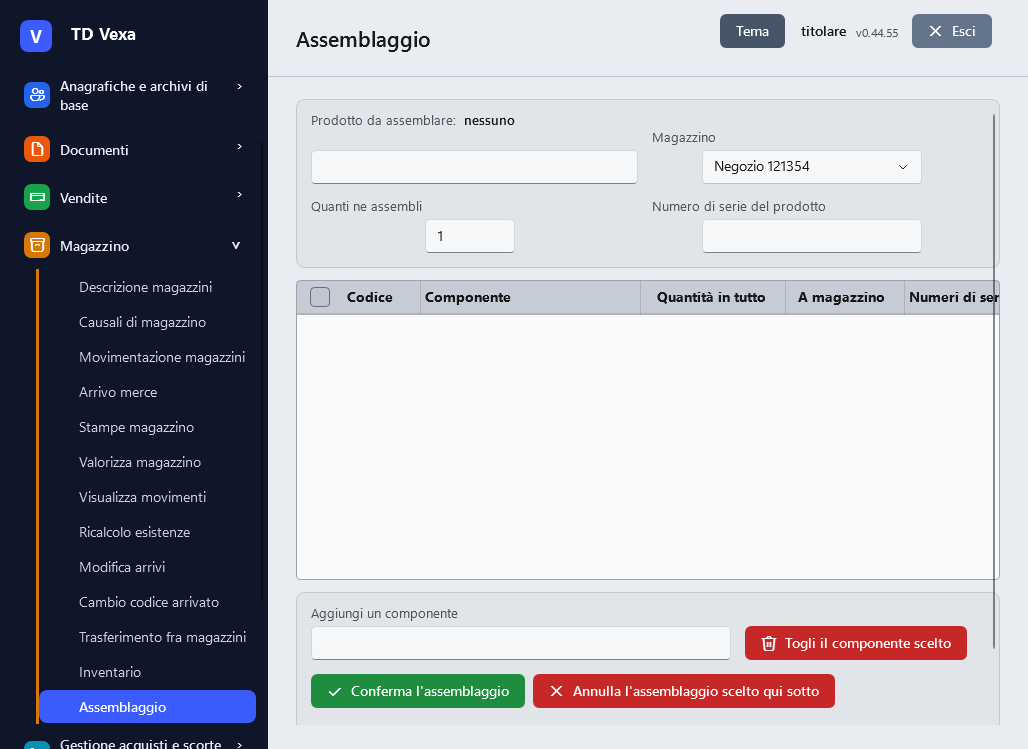 V
TD Vexa
Anagrafiche e archivi di
base
Documenti
Vendite
Magazzino
Descrizione magazzini
Causali di magazzino
Movimentazione magazzini
Arrivo merce
Stampe magazzino
Valorizza magazzino
Visualizza movimenti
Ricalcolo esistenze
Modifica arrivi
Cambio codice arrivato
Trasferimento fra magazzini
Inventario
Assemblaggio
Gestione acquisti e scorte
Assemblaggio
Tema
titolare v0.44.55
Esci
Prodotto da assemblare: nessuno
Magazzino
Negozio 121354
Quanti ne assembli
Numero di serie del prodotto
1
Codice Componente Quantità in tutto A magazzino Numeri di ser
Aggiungi un componente
Togli il componente scelto
Conferma l'assemblaggio
Annulla l'assemblaggio scelto qui sotto